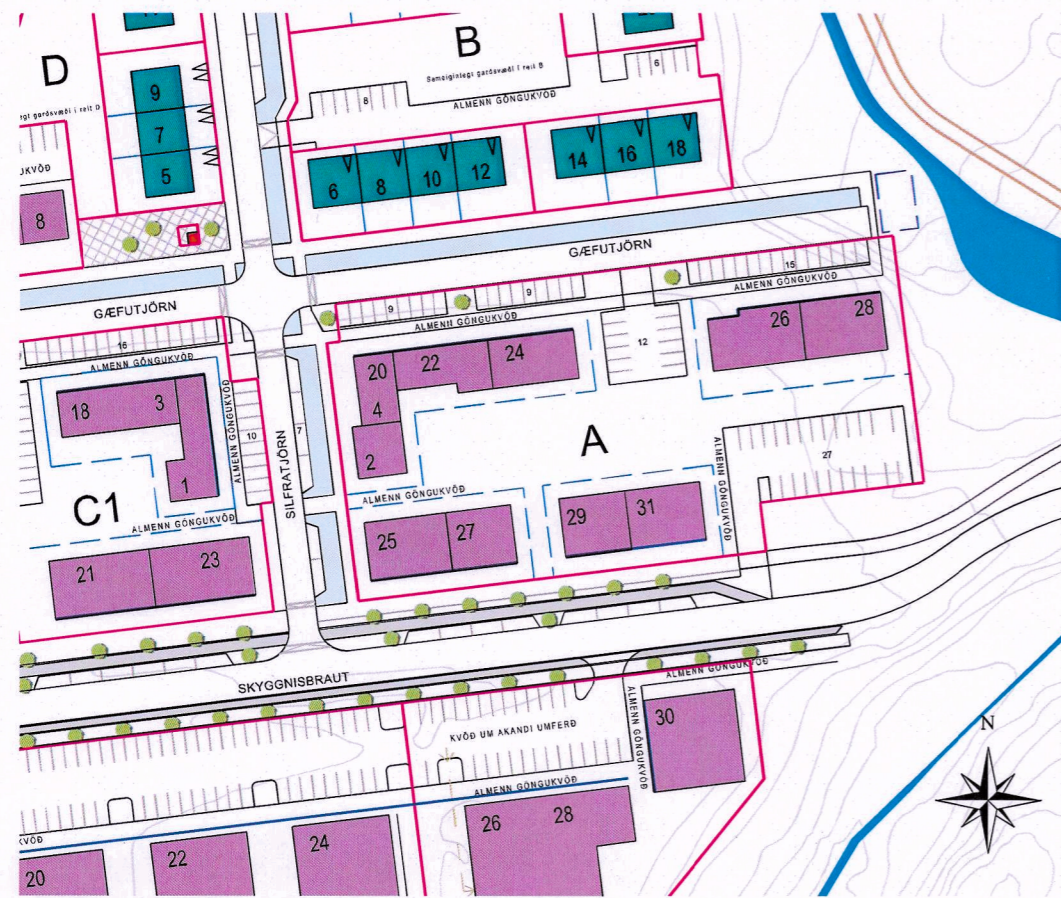 B
D
9
7
5
8
Sameiginlegt garðsvæði í reit B
8
6
ALMENN GÖNGUKVÖÐ
6
8
10
12
14
16
18
GÆFUTJÖRN
GÆFUTJÖRN
9
9
15
ALMENN GÖNGUKVÖÐ
ALMENN GÖNGUKVÖÐ
16
ALMENN GÖNGUKVÖÐ
12
26
28
20
22
24
4
2
18
3
1
10
7
ALMENN GÖNGUKVÖÐ
SILFRATJÖRN
A
C1
ALMENN GÖNGUKVÖÐ
ALMENN GÖNGUKVÖÐ
ALMENN GÖNGUKVÖÐ
27
25
27
29
31
21
23
SKYGGNISBRAUT
ALMENN GÖNGUKVÖÐ
ALMENN GÖNGUKVÖÐ
30
KVÖÐ UM AKANDI UMFERÐ
ALMENN GÖNGUKVÖÐ
N
20
22
24
26
28